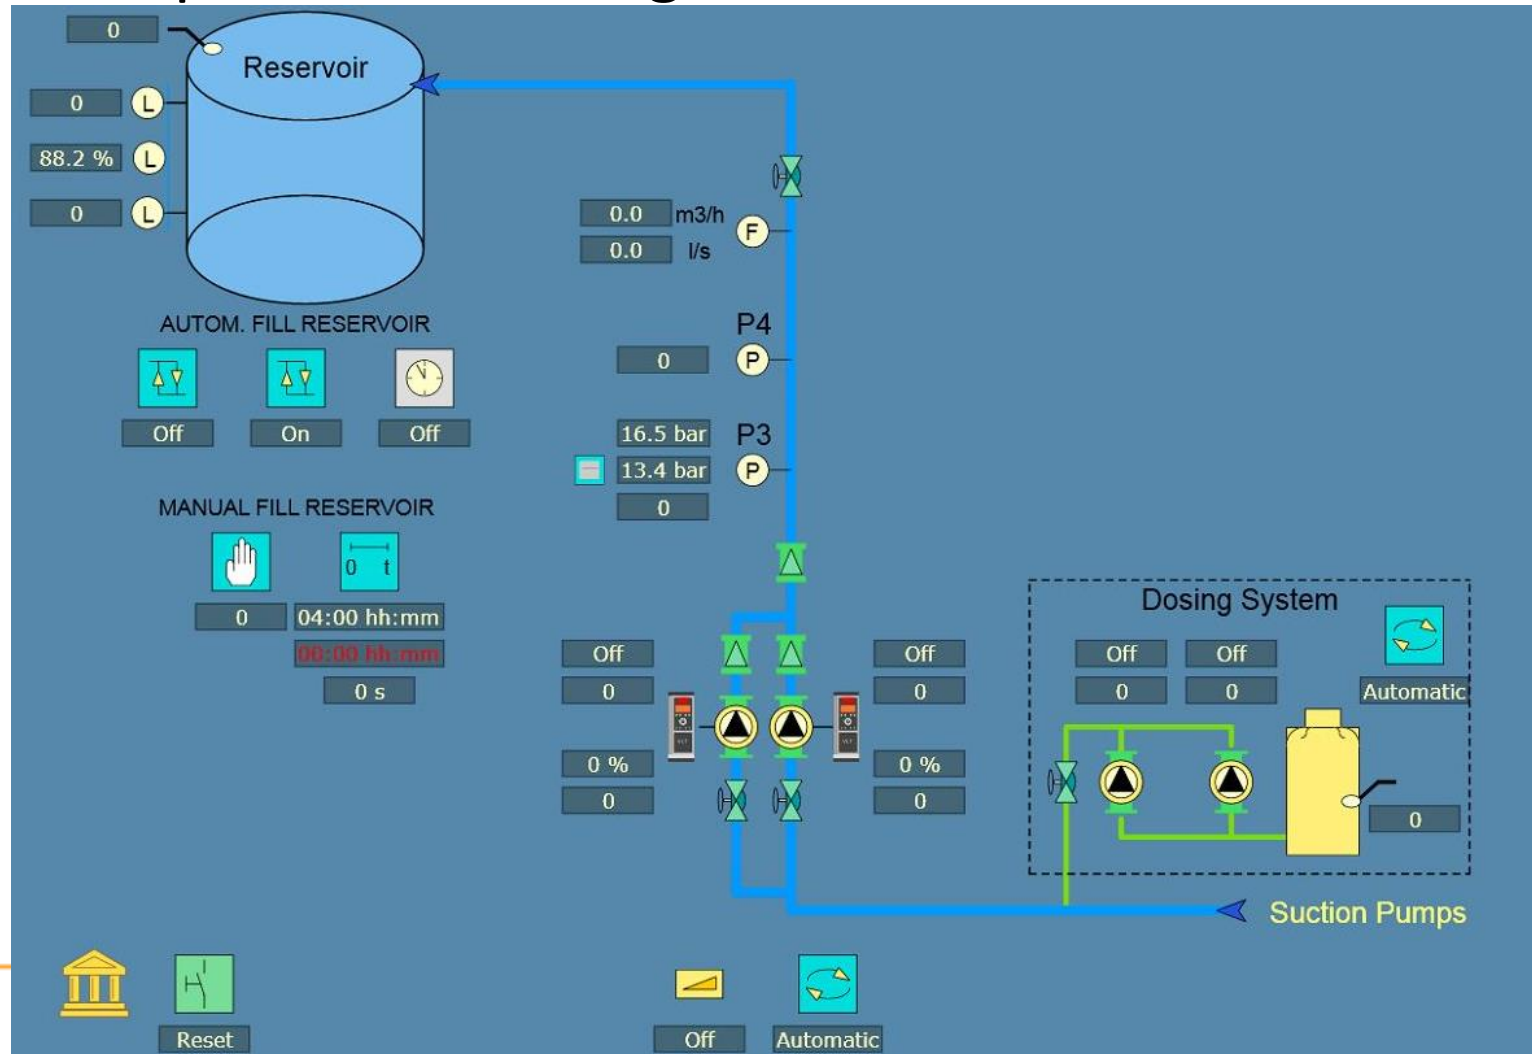 0
Reservoir
0 L
88.2 % L
0 L
0.0 m3/h
F
0.0 l/s
AUTOM. FILL RESERVOIR
Off On Off
P4
0 P
16.5 bar P3
13.4 bar P
0
MANUAL FILL RESERVOIR
0 t
0 04:00 hh:mm
00:00 hh:mm
0 s
Dosing System
Off Off Off Off
0 0 0 0 Automatic
0 % 0 %
0 0 0
Suction Pumps
Reset Off Automatic